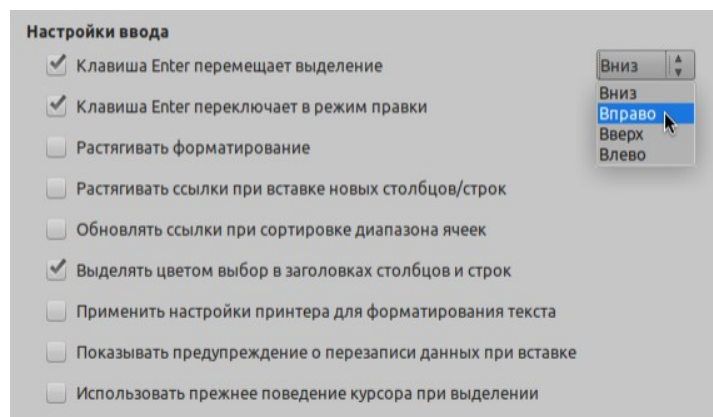 Настройки ввода
Клавиша Enter перемещает выделение
Вниз
Клавиша Enter переключает в режим правки
Вниз
Вправо
Вверх
Влево
Растягивать форматирование
Растягивать ссылки при вставке новых столбцов/строк
Обновлять ссылки при сортировке диапазона ячеек
Выделять цветом выбор в заголовках столбцов и строк
Применить настройки принтера для форматирования текста
Показывать предупреждение о перезаписи данных при вставке
Использовать прежнее поведение курсора при выделении